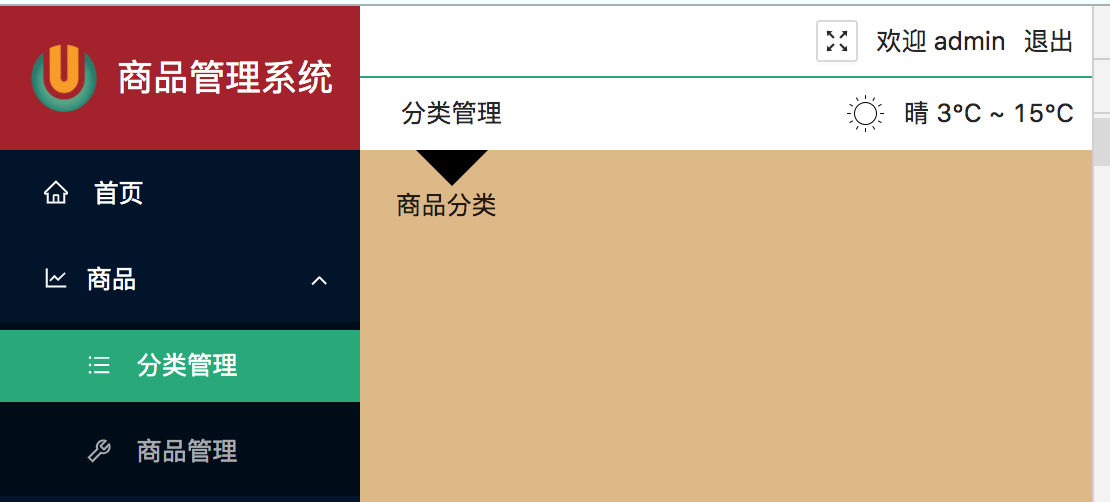 商品管理系统
欢迎 admin 退出
分类管理
晴 3°C ~ 15°C
首页
商品
分类管理
商品管理
商品分类